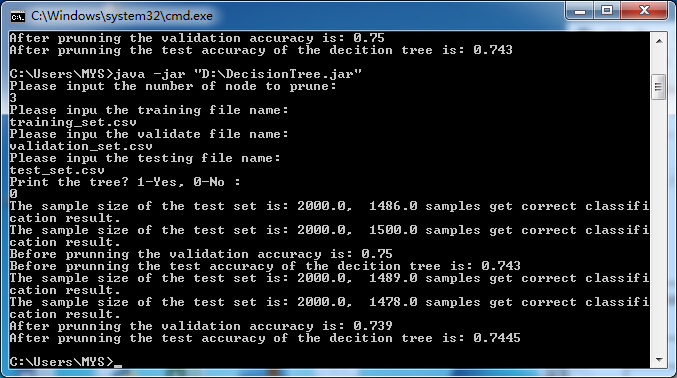 C:\Windows\system32\cmd.exe
After prunning the validation accuracy is: 0.75
After prunning the test accuracy of the decition tree is: 0.743
C:\Users\MYS>java -jar "D:\DecisionTree.jar"
Please input the number of node to prune:
3
Please inpu the training file name:
training_set.csv
Please inpu the validate file name:
validation_set.csv
Please inpu the testing file name:
test_set.csv
Print the tree? 1-Yes, 0-No :
0
The sample size of the test set is: 2000.0,  1486.0 samples get correct classifi
cation result.
The sample size of the test set is: 2000.0,  1500.0 samples get correct classifi
cation result.
Before prunning the validation accuracy is: 0.75
Before prunning the test accuracy of the decition tree is: 0.743
The sample size of the test set is: 2000.0,  1489.0 samples get correct classifi
cation result.
The sample size of the test set is: 2000.0,  1478.0 samples get correct classifi
cation result.
After prunning the validation accuracy is: 0.739
After prunning the test accuracy of the decition tree is: 0.7445
C:\Users\MYS>_